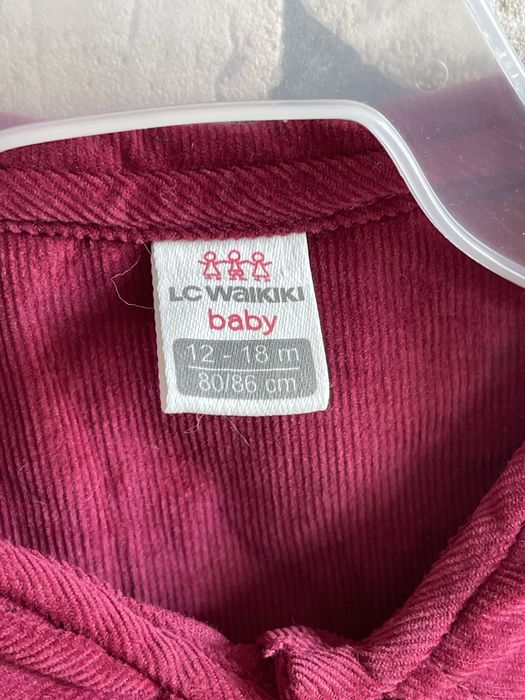 LC WAIKIKI
baby
12 - 18 m
80/86 cm